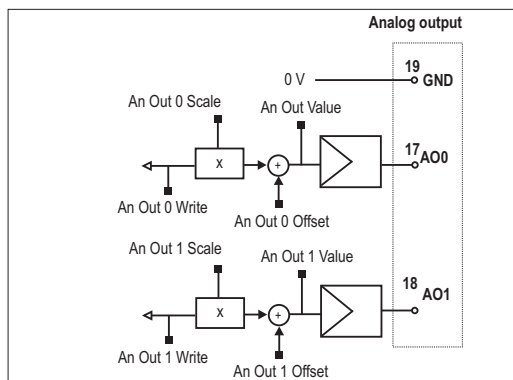 Analog output
19
0 V
GND
An Out 0 Scale
An Out Value
17
AO0
X
+
An Out 0 Write
An Out 0 Offset
An Out 1 Scale
An Out 1 Value
18
AO1
X
+
An Out 1 Write
An Out 1 Offset